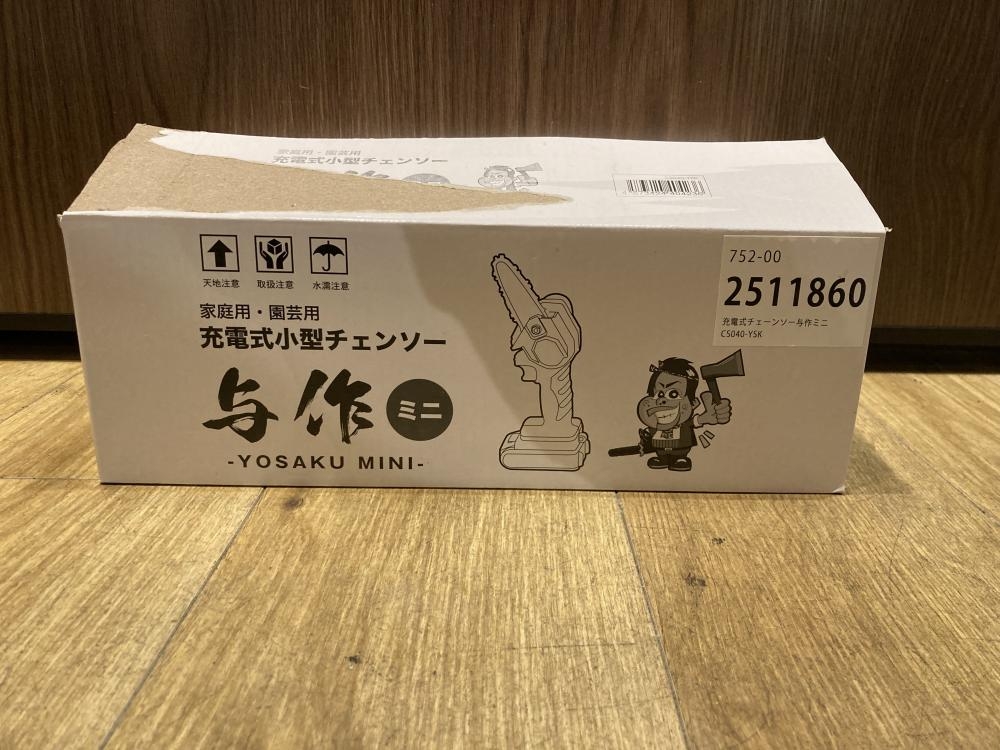 家庭用・園芸用
充電式小型チェンソー
天地注意
取扱注意
水濡注意
家庭用・園芸用
充電式小型チェンソー
与作 ミニ
-YOSAKU MINI-
752-00
2511860
充電式チェーンソー与作ミニ
CS040-YSK